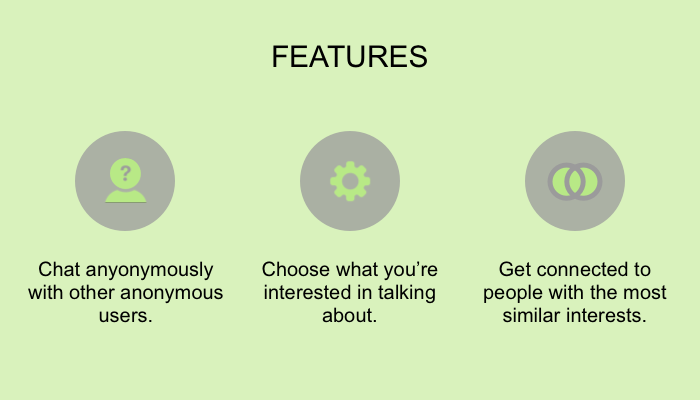 FEATURES
?
Chat anyonymously
with other anonymous
users.
Choose what you’re
interested in talking
about.
Get connected to
people with the most
similar interests.